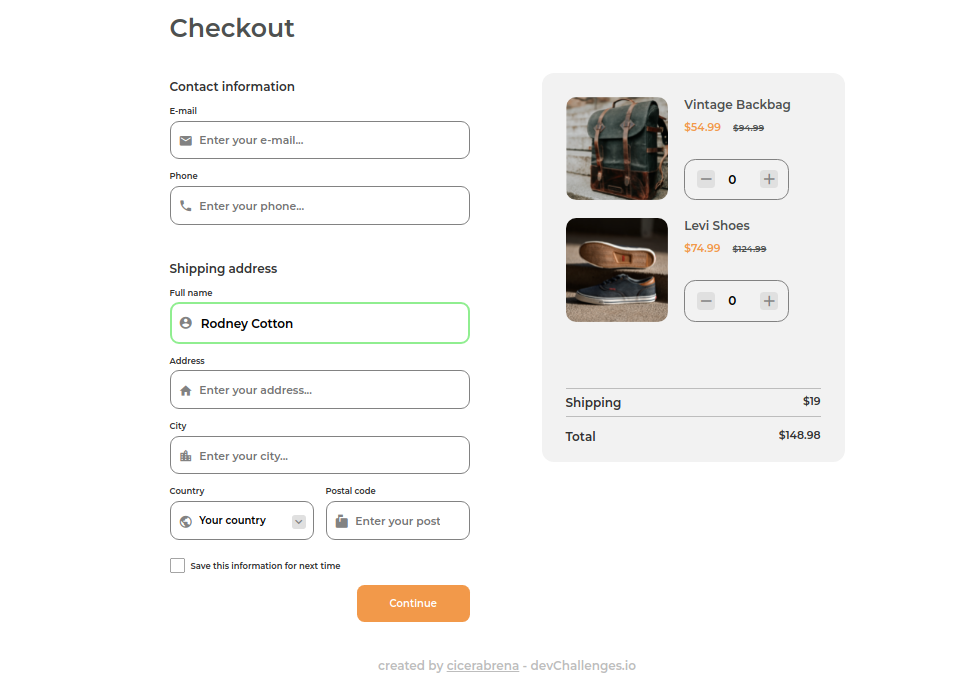 Checkout
Contact information
E-mail
Enter your e-mail...
Phone
Enter your phone...
Shipping address
Full name
Rodney Cotton
Address
Enter your address...
City
Enter your city...
Country
Postal code
Your country
Enter your post
Save this information for next time
Continue
Vintage Backbag
$54.99 $94.99
0
Levi Shoes
$74.99 $124.99
0
Shipping $19
Total $148.98
created by cicerabrena - devChallenges.io